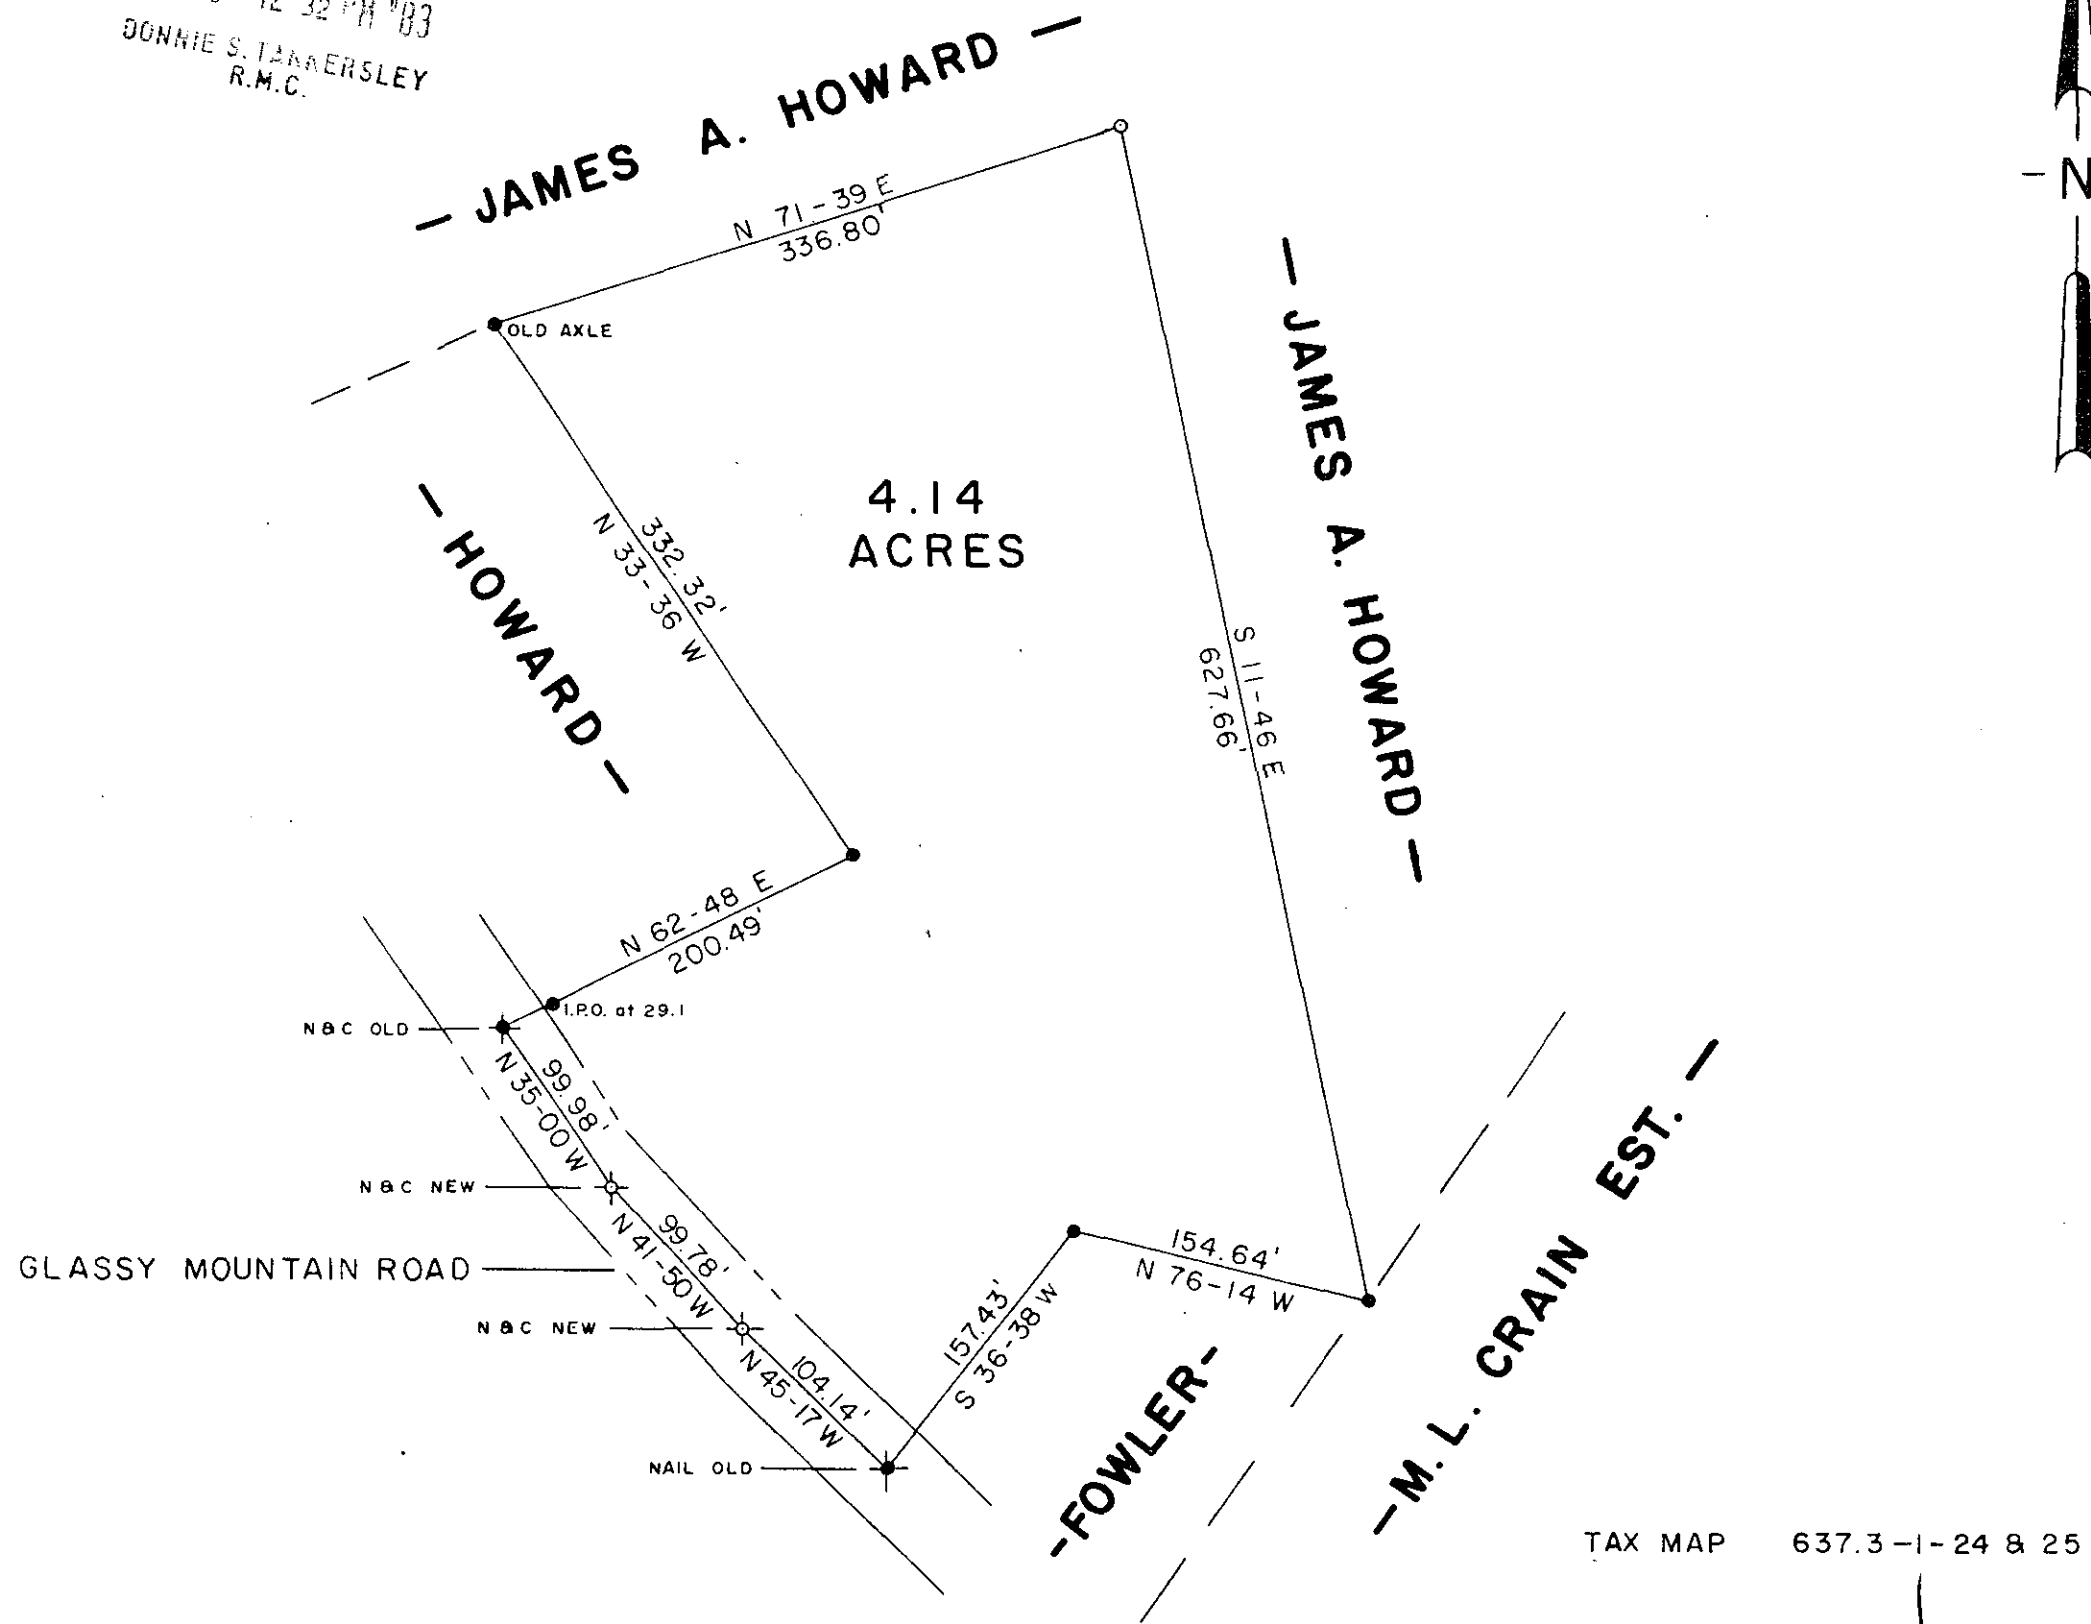 12 32 PM '83
DONNIE S. TANKERSLEY
R.M.C.
— JAMES A. HOWARD —
N 71-39 E
336.80'
- N
OLD AXLE
— JAMES A. HOWARD —
4.14
ACRES
— HOWARD —
332.32'
N 33-36 W
S 11-46 E
627.66'
N 62-48 E
200.49'
I.P.O. at 29.1
N&C OLD
99.98'
N 35-00 W
N&C NEW
99.78'
N 41-50 W
GLASSY MOUNTAIN ROAD
N&C NEW
104.14'
N 45-17 W
NAIL OLD
157.43'
S 36-38 W
154.64'
N 76-14 W
-FOWLER-
— M. L. CRAIN EST. —
TAX MAP 637.3-1-24 & 25